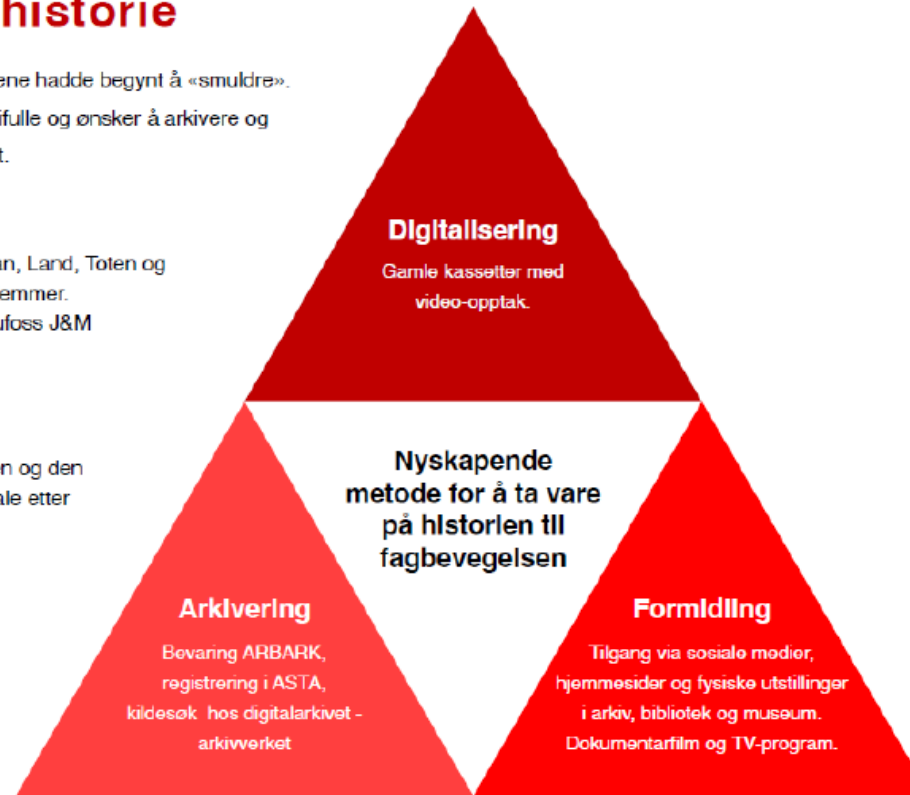 historie
ene hadde begynt å «smuldre».
ifulle og ønsker å arkivere og
t.
an, Land, Toten og
emmer.
ufoss J&M
en og den
ale etter
Digitalisering
Gamle kassetter med
video-opptak.
Nyskapende
metode for å ta vare
på historien til
fagbevegelsen
Arkivering
Bevaring ARBARK,
registrering i ASTA,
kildesøk hos digitalarkivet -
arkivverket
Formidling
Tilgang via sosiale medier,
hjemmesider og fysiske utstillinger
i arkiv, bibliotek og museum.
Dokumentarfilm og TV-program.